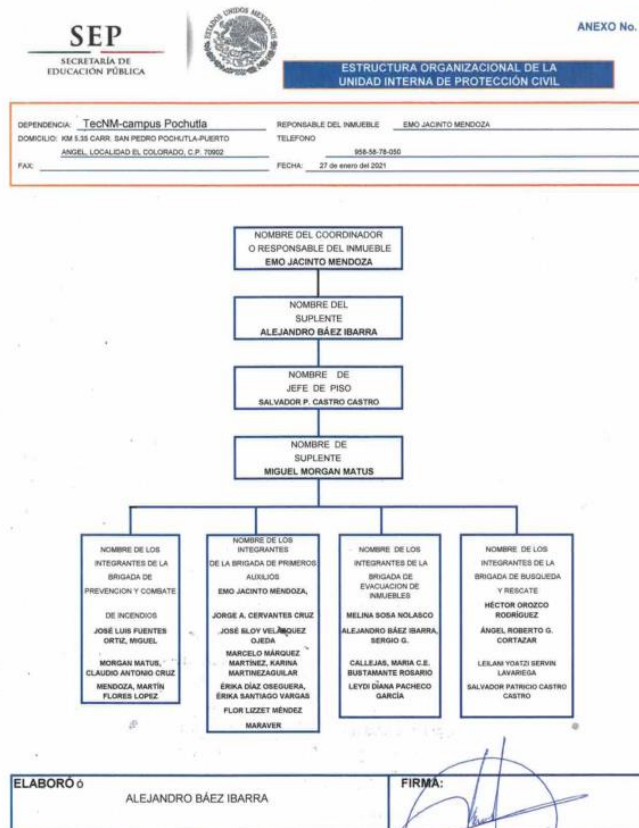 SEP
SECRETARÍA DE
EDUCACIÓN PÚBLICA
ESTADOS UNIDOS MEXICANOS
ANEXO No.
ESTRUCTURA ORGANIZACIONAL DE LA
UNIDAD INTERNA DE PROTECCIÓN CIVIL
DEPENDENCIA: TecNM-campus Pochutla
REPONSABLE DEL INMUEBLE EMO JACINTO MENDOZA
DOMICILIO: KM 5.35 CARR. SAN PEDRO POCHUTLA-PUERTO
TELEFONO
ANGEL, LOCALIDAD EL COLORADO, C.P. 70902
958-58-78-050
FAX:
FECHA: 27 de enero del 2021
NOMBRE DEL COORDINADOR
O RESPONSABLE DEL INMUEBLE
EMO JACINTO MENDOZA
NOMBRE DEL
SUPLENTE
ALEJANDRO BÁEZ IBARRA
NOMBRE DE
JEFE DE PISO
SALVADOR P. CASTRO CASTRO
NOMBRE DE
SUPLENTE
MIGUEL MORGAN MATUS
NOMBRE DE LOS
INTEGRANTES DE LA
BRIGADA DE
PREVENCION Y COMBATE
DE INCENDIOS
JOSÉ LUIS FUENTES
ORTIZ, MIGUEL
MORGAN MATUS,
CLAUDIO ANTONIO CRUZ
MENDOZA, MARTÍN
FLORES LOPEZ
NOMBRE DE LOS
INTEGRANTES
DE LA BRIGADA DE PRIMEROS
AUXILIOS
EMO JACINTO MENDOZA,
JORGE A. CERVANTES CRUZ
JOSÉ ELOY VELÁSQUEZ
OJEDA
MARCELO MÁRQUEZ
MARTÍNEZ, KARINA
MARTINEZAGUILAR
ÉRIKA DÍAZ OSEGUERA,
ÉRIKA SANTIAGO VARGAS
FLOR LIZZET MÉNDEZ
MARAVER
NOMBRE DE LOS
INTEGRANTES DE LA
BRIGADA DE
EVACUACION DE
INMUEBLES
MELINA SOSA NOLASCO
ALEJANDRO BÁEZ IBARRA,
SERGIO G.
CALLEJAS, MARIA C.E.
BUSTAMANTE ROSARIO
LEYDI DIANA PACHECO
GARCÍA
NOMBRE DE LOS
INTEGRANTES DE LA
BRIGADA DE BUSQUEDA
Y RESCATE
HÉCTOR OROZCO
RODRÍGUEZ
ÁNGEL ROBERTO G.
CORTAZAR
LEILANI YOATZI SERVIN
LAVARIEGA
SALVADOR PATRICIO CASTRO
CASTRO
ELABORÓ ó
ALEJANDRO BÁEZ IBARRA
FIRMA: